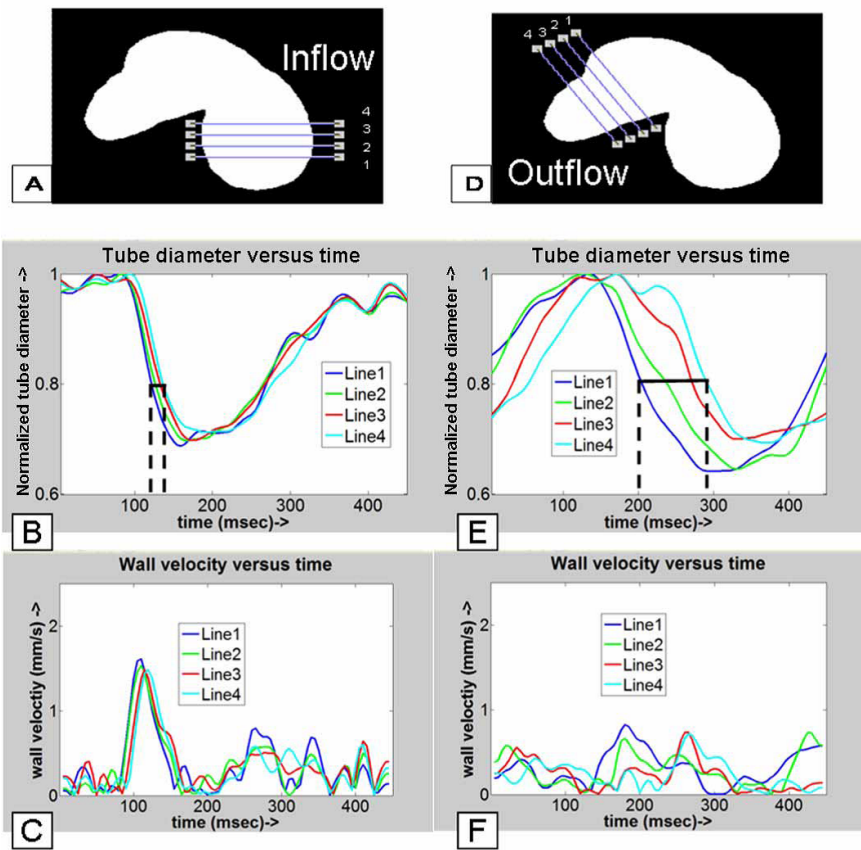 Inflow
4
3
2
1
A
4 3 2 1
Outflow
D
Tube diameter versus time
Normalized tube diameter ->
1
0.8
0.6
100 200 300 400
time (msec)->
Line1
Line2
Line3
Line4
B
Tube diameter versus time
Normalized tube diameter ->
1
0.8
0.6
100 200 300 400
time (msec)->
Line1
Line2
Line3
Line4
E
Wall velocity versus time
wall veloctiy (mm/s) ->
2
1
0
100 200 300 400
time (msec)->
Line1
Line2
Line3
Line4
C
Wall velocity versus time
wall veloctiy (mm/s) ->
2
1
0
100 200 300 400
time (msec)->
Line1
Line2
Line3
Line4
F